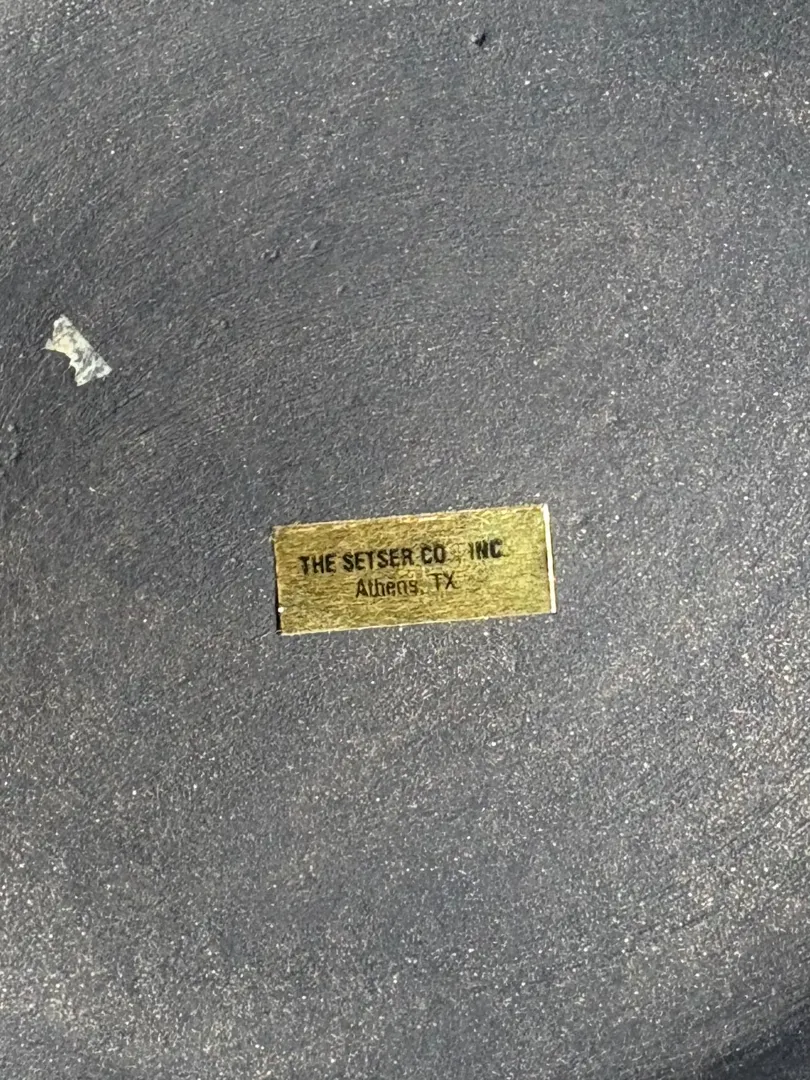 THE SETSER CO., INC.
Athens, TX